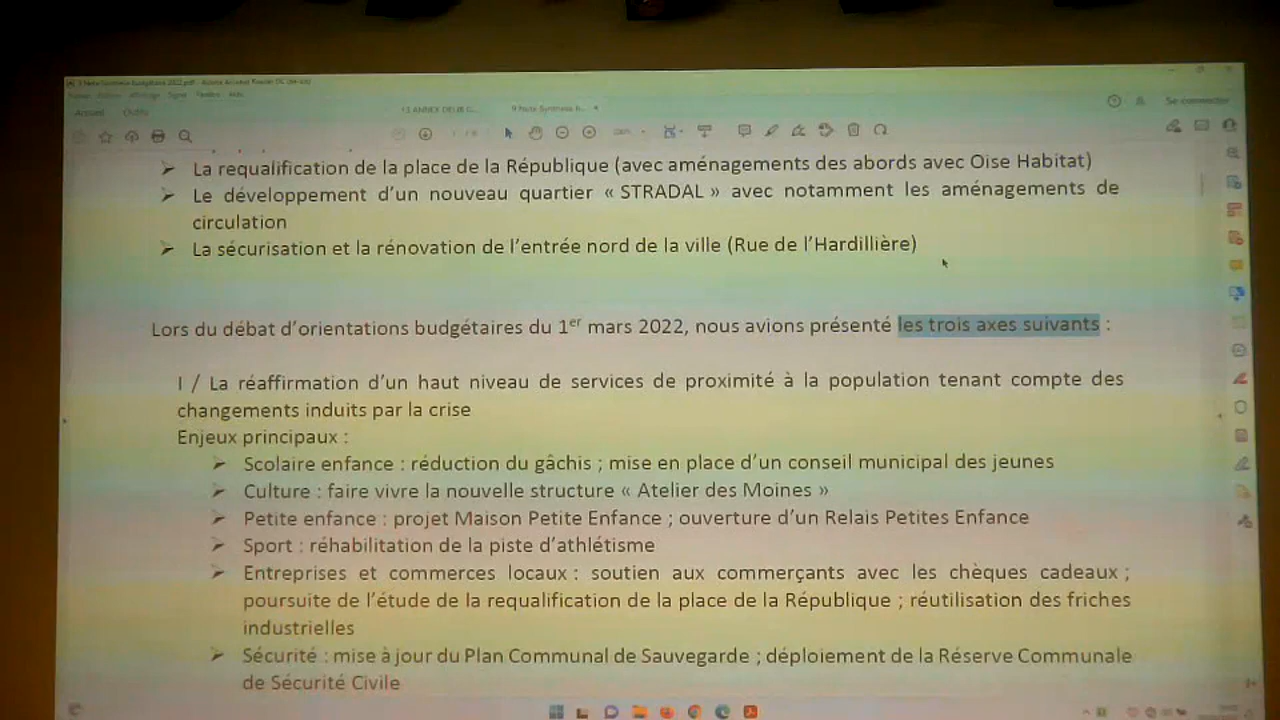 Accueil Outils
Se connecter
➢ La requalification de la place de la République (avec aménagements des abords avec Oise Habitat)
➢ Le développement d'un nouveau quartier « STRADAL » avec notamment les aménagements de
circulation
➢ La sécurisation et la rénovation de l'entrée nord de la ville (Rue de l'Hardillière)
Lors du débat d'orientations budgétaires du 1er mars 2022, nous avions présenté les trois axes suivants :
I / La réaffirmation d'un haut niveau de services de proximité à la population tenant compte des
changements induits par la crise
Enjeux principaux :
➢ Scolaire enfance : réduction du gâchis ; mise en place d'un conseil municipal des jeunes
➢ Culture : faire vivre la nouvelle structure « Atelier des Moines »
➢ Petite enfance : projet Maison Petite Enfance ; ouverture d'un Relais Petites Enfance
➢ Sport : réhabilitation de la piste d'athlétisme
➢ Entreprises et commerces locaux : soutien aux commerçants avec les chèques cadeaux ;
poursuite de l'étude de la requalification de la place de la République ; réutilisation des friches
industrielles
➢ Sécurité : mise à jour du Plan Communal de Sauvegarde ; déploiement de la Réserve Communale
de Sécurité Civile